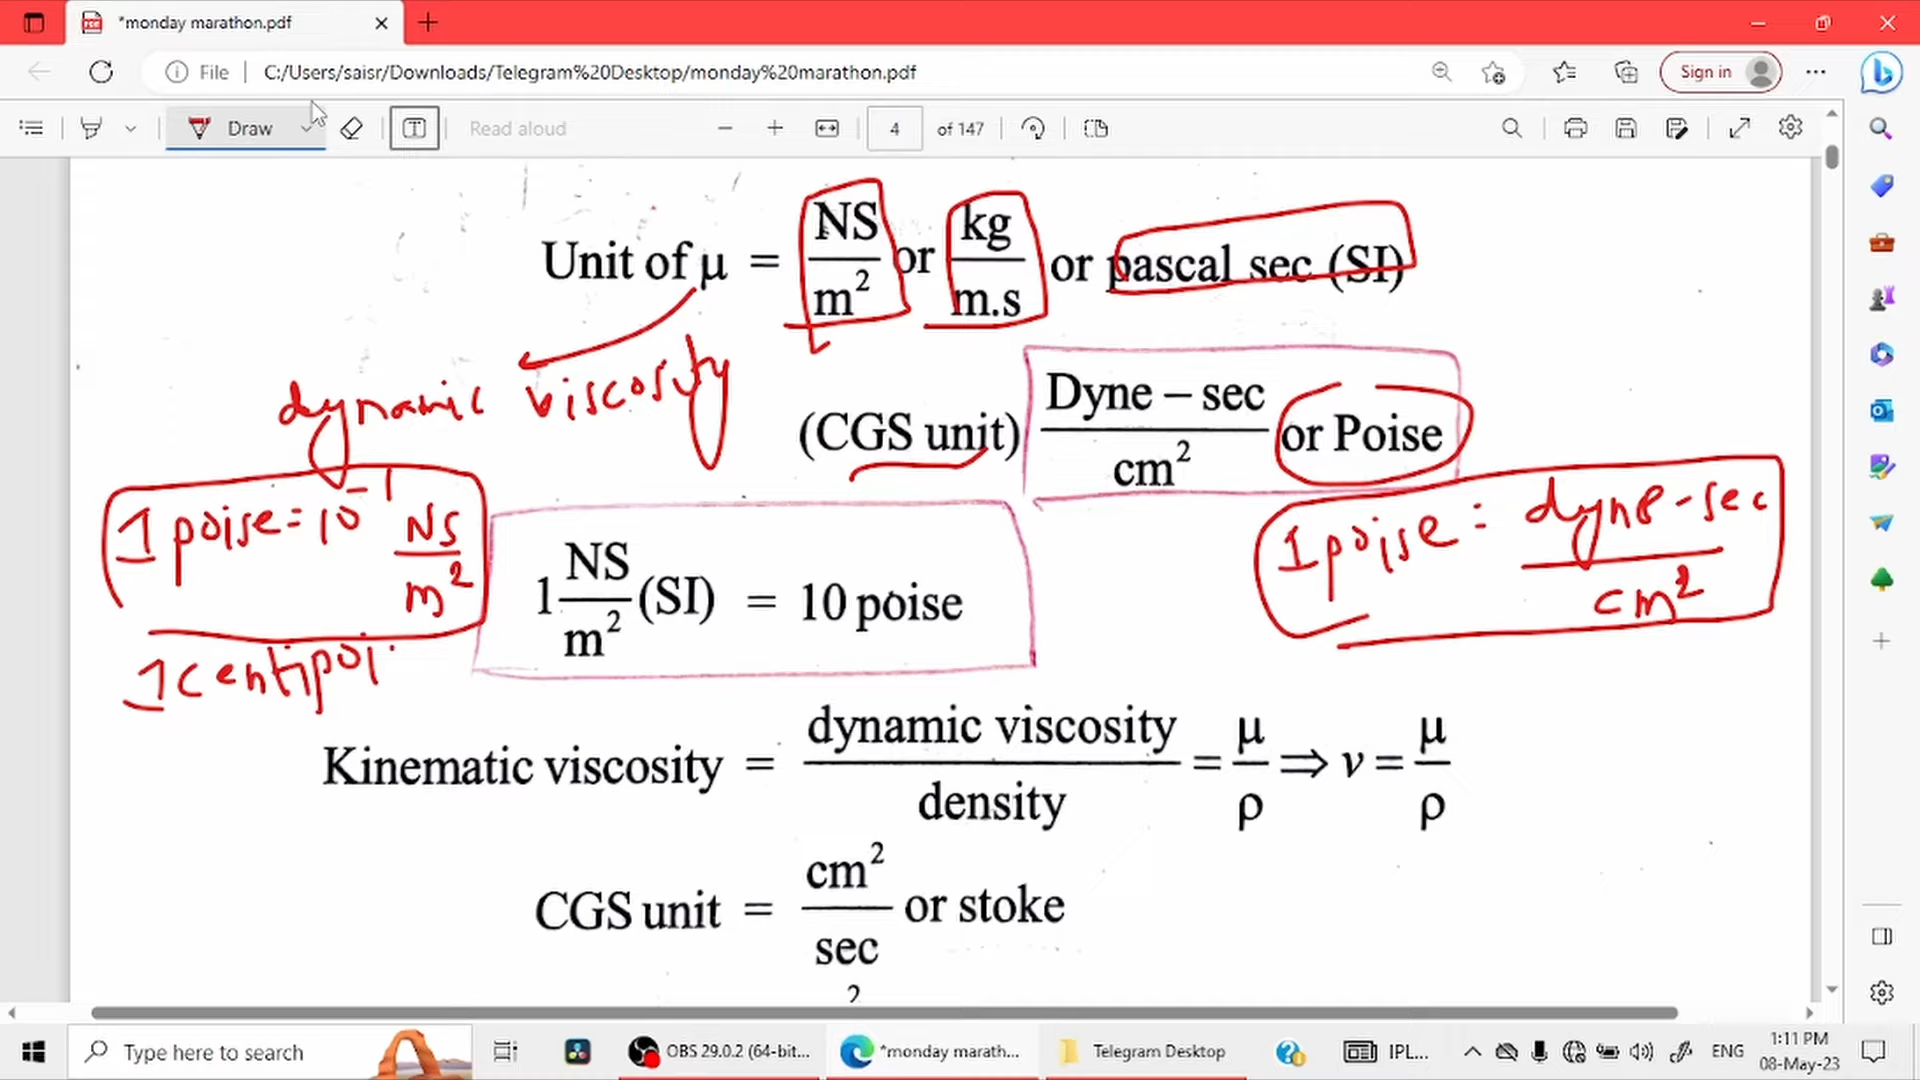 *monday marathon.pdf
File C:/Users/saisr/Downloads/Telegram%20Desktop/monday%20marathon.pdf
Sign in
Draw Read aloud 4 of 147
Unit of μ = NS/m² or kg/m.s or pascal sec (SI)
dynamic viscosity
(CGS unit) Dyne – sec/cm² or Poise
1 poise = 10⁻¹ Ns/m²
1 NS/m² (SI) = 10 poise
1 poise = dyne-sec/cm²
1 centipoi
Kinematic viscosity = dynamic viscosity/density = μ/ρ ⇒ ν = μ/ρ
CGS unit = cm²/sec or stoke
2
Type here to search
OBS 29.0.2 (64-bit...
*monday marath...
Telegram Desktop
IPL...
ENG
1:11 PM
08-May-23